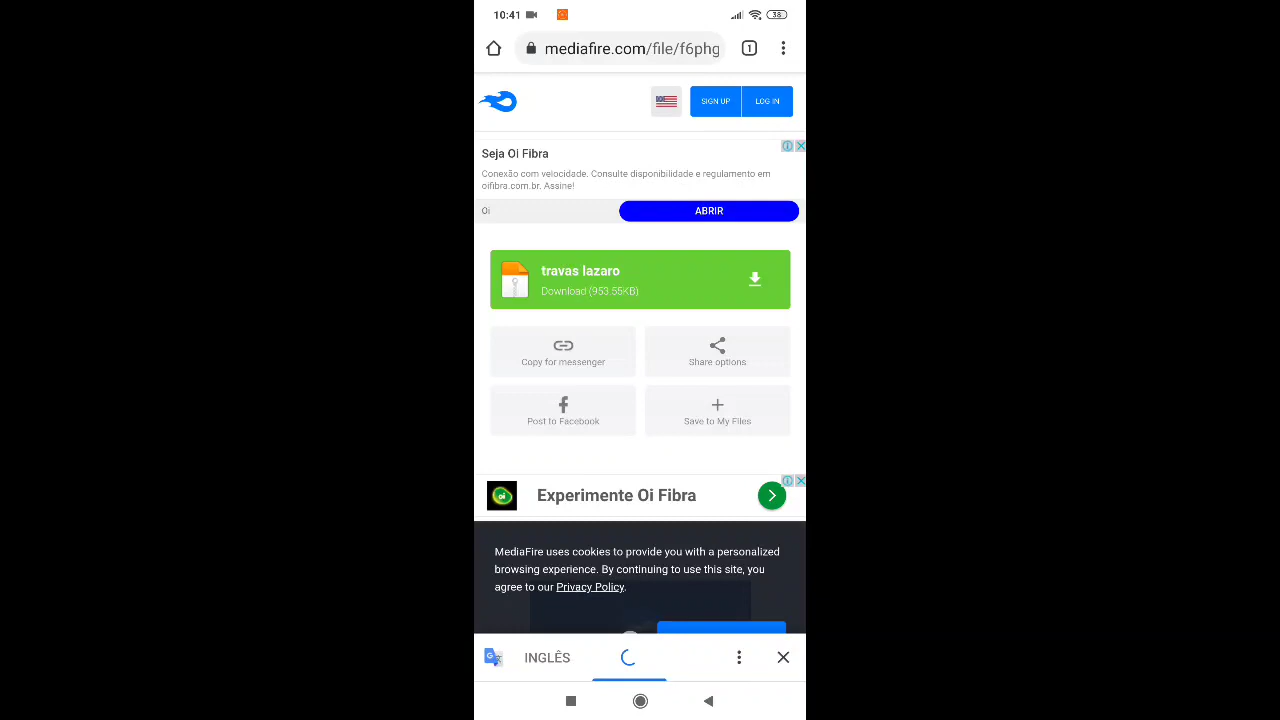 10:41
38
mediafire.com/file/f6phg
1
SIGN UP
LOG IN
Seja Oi Fibra
Conexão com velocidade. Consulte disponibilidade e regulamento em
oifibra.com.br. Assine!
Oi
ABRIR
travas lazaro
Download (953.55KB)
Copy for messenger
Share options
Post to Facebook
Save to My Files
oi
Experimente Oi Fibra
MediaFire uses cookies to provide you with a personalized
browsing experience. By continuing to use this site, you
agree to our Privacy Policy.
INGLÊS